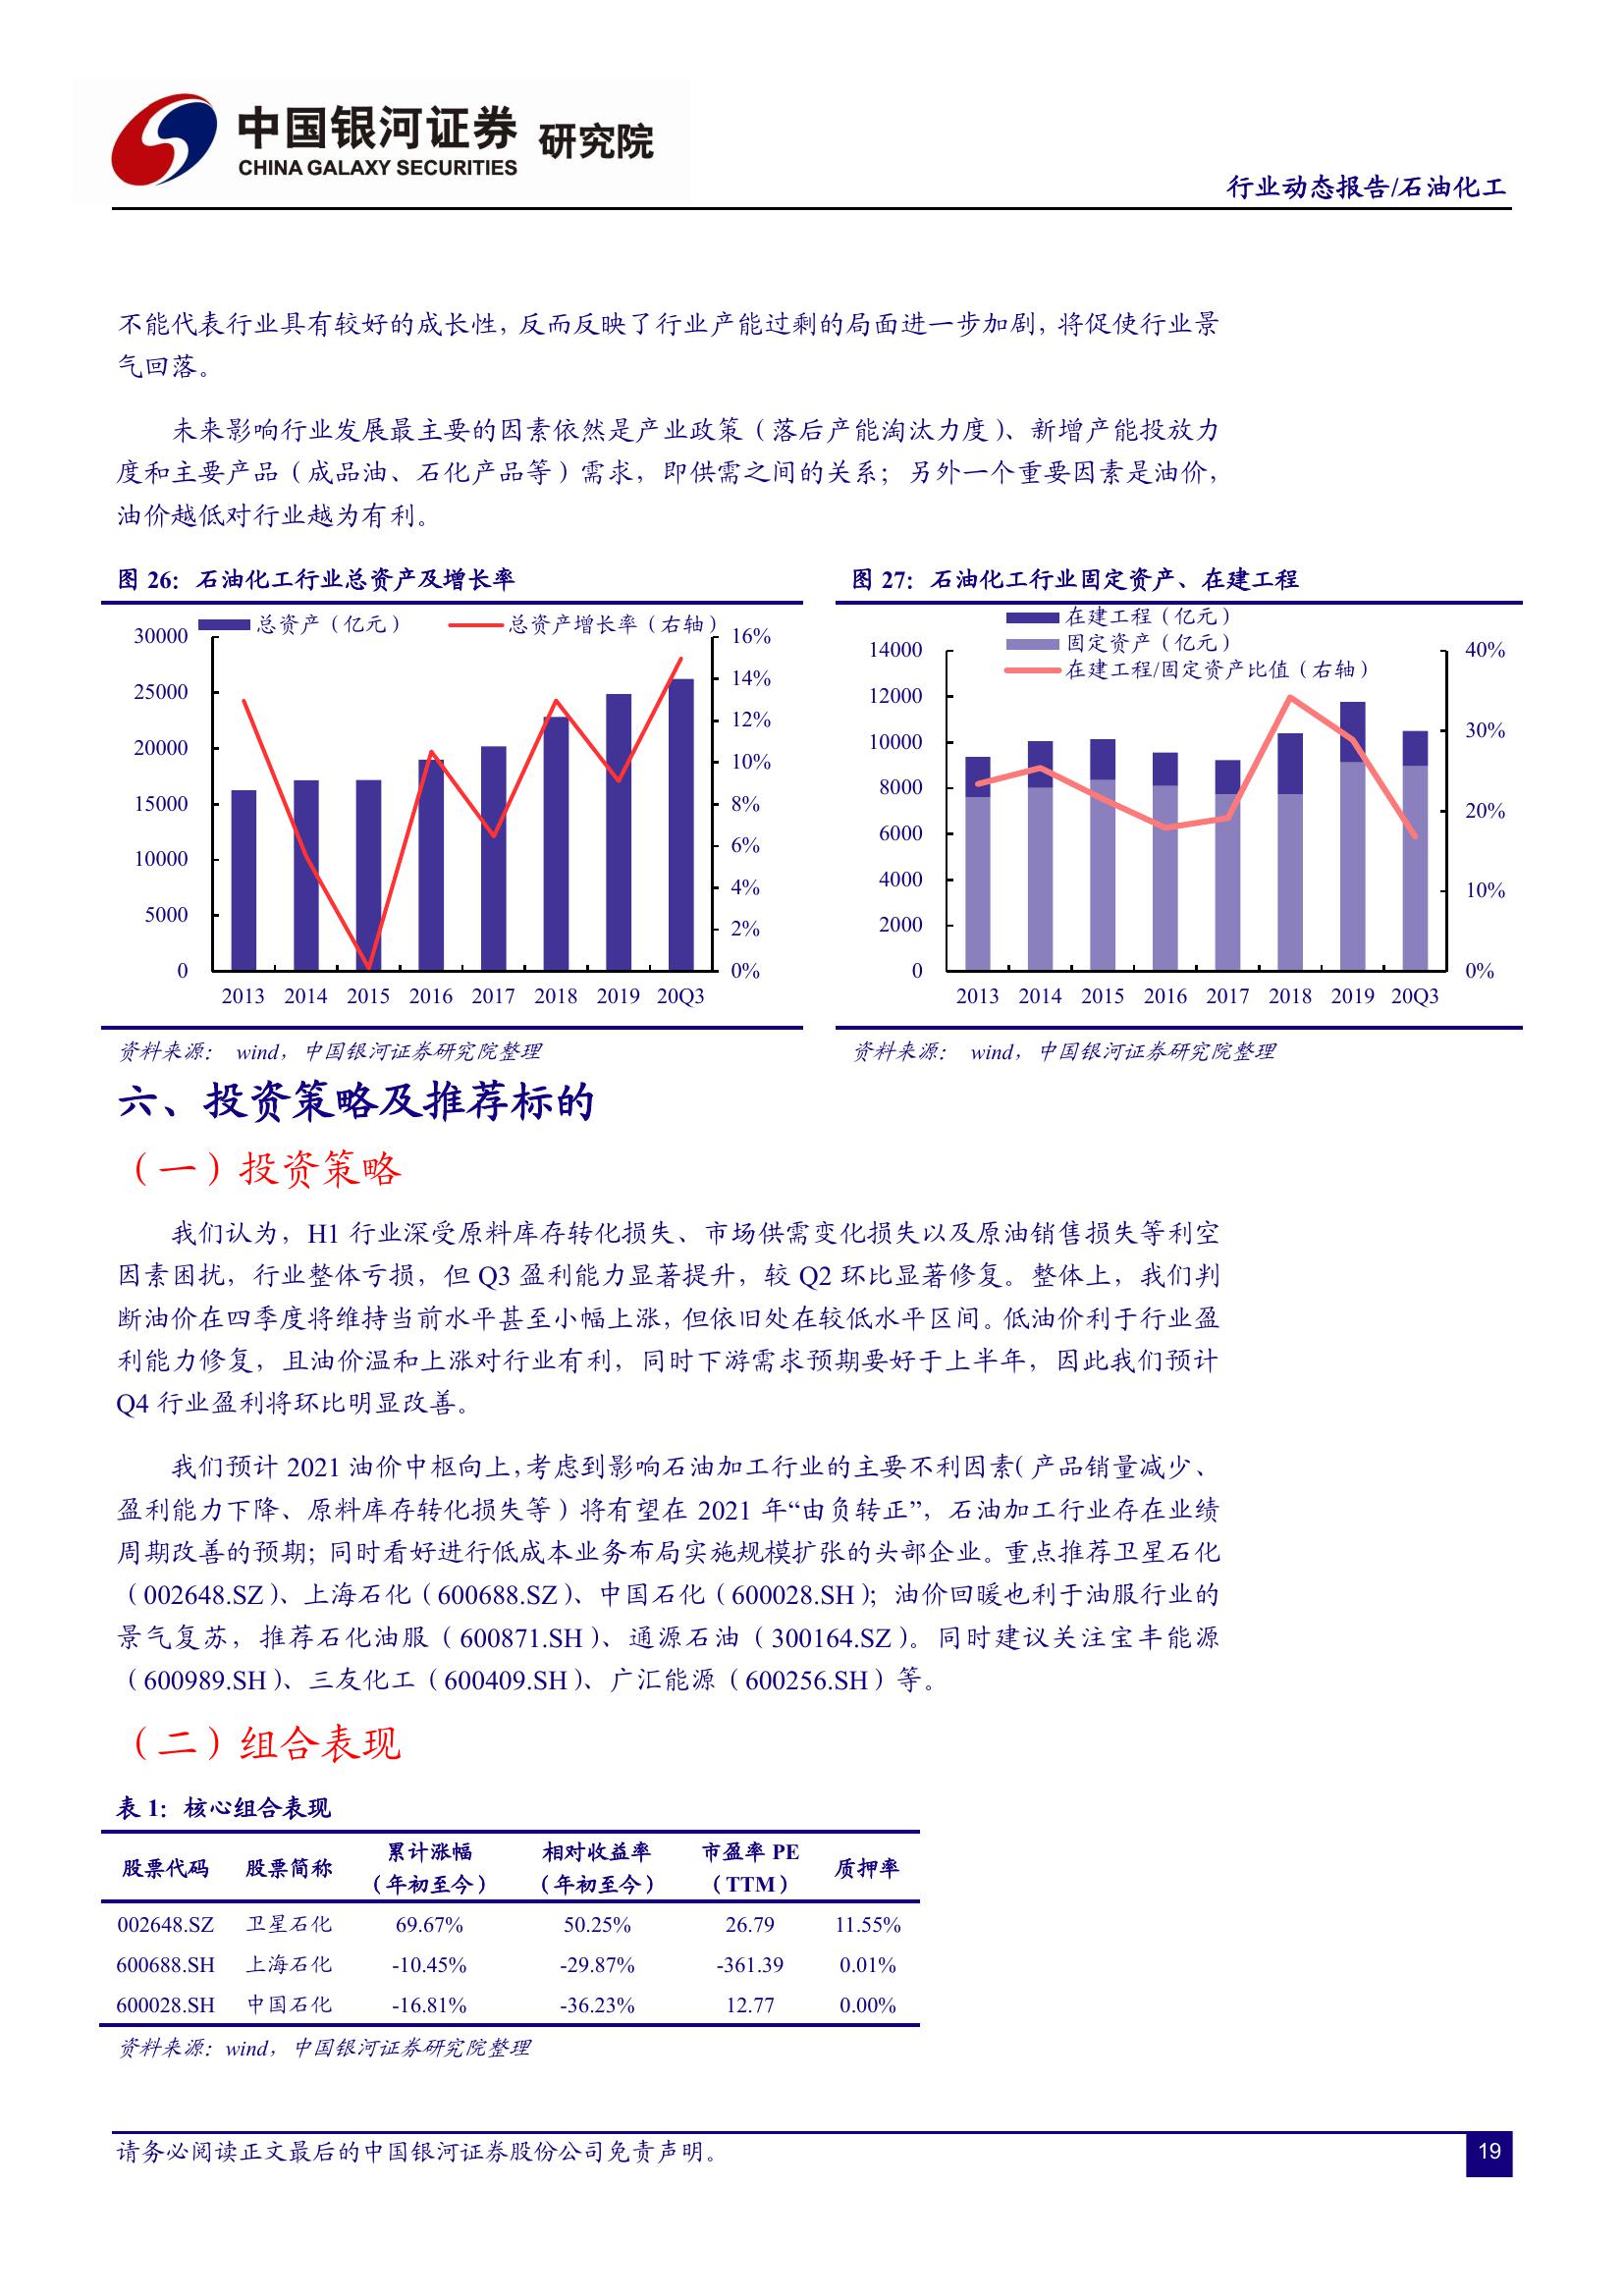 中国银河证券 研究院
CHINA GALAXY SECURITIES
行业动态报告/石油化工
不能代表行业具有较好的成长性，反而反映了行业产能过剩的局面进一步加剧，将促使行业景
气回落。
未来影响行业发展最主要的因素依然是产业政策（落后产能淘汰力度）、新增产能投放力
度和主要产品（成品油、石化产品等）需求，即供需之间的关系；另外一个重要因素是油价，
油价越低对行业越为有利。
图 26：石油化工行业总资产及增长率
总资产（亿元） 总资产增长率（右轴）
30000
25000
20000
15000
10000
5000
0
16%
14%
12%
10%
8%
6%
4%
2%
0%
2013 2014 2015 2016 2017 2018 2019 20Q3
资料来源： wind，中国银河证券研究院整理
图 27：石油化工行业固定资产、在建工程
在建工程（亿元）
固定资产（亿元）
在建工程/固定资产比值（右轴）
14000
12000
10000
8000
6000
4000
2000
0
40%
30%
20%
10%
0%
2013 2014 2015 2016 2017 2018 2019 20Q3
资料来源： wind，中国银河证券研究院整理
六、投资策略及推荐标的
（一）投资策略
我们认为，H1 行业深受原料库存转化损失、市场供需变化损失以及原油销售损失等利空
因素困扰，行业整体亏损，但 Q3 盈利能力显著提升，较 Q2 环比显著修复。整体上，我们判
断油价在四季度将维持当前水平甚至小幅上涨，但依旧处在较低水平区间。低油价利于行业盈
利能力修复，且油价温和上涨对行业有利，同时下游需求预期要好于上半年，因此我们预计
Q4 行业盈利将环比明显改善。
我们预计 2021 油价中枢向上，考虑到影响石油加工行业的主要不利因素（产品销量减少、
盈利能力下降、原料库存转化损失等）将有望在 2021 年“由负转正”，石油加工行业存在业绩
周期改善的预期；同时看好进行低成本业务布局实施规模扩张的头部企业。重点推荐卫星石化
（002648.SZ）、上海石化（600688.SZ）、中国石化（600028.SH）；油价回暖也利于油服行业的
景气复苏，推荐石化油服（600871.SH）、通源石油（300164.SZ）。同时建议关注宝丰能源
（600989.SH）、三友化工（600409.SH）、广汇能源（600256.SH）等。
（二）组合表现
表 1：核心组合表现
股票代码 股票简称 累计涨幅（年初至今） 相对收益率（年初至今） 市盈率 PE（TTM） 质押率
002648.SZ 卫星石化 69.67% 50.25% 26.79 11.55%
600688.SH 上海石化 -10.45% -29.87% -361.39 0.01%
600028.SH 中国石化 -16.81% -36.23% 12.77 0.00%
资料来源：wind，中国银河证券研究院整理
请务必阅读正文最后的中国银河证券股份公司免责声明。
19